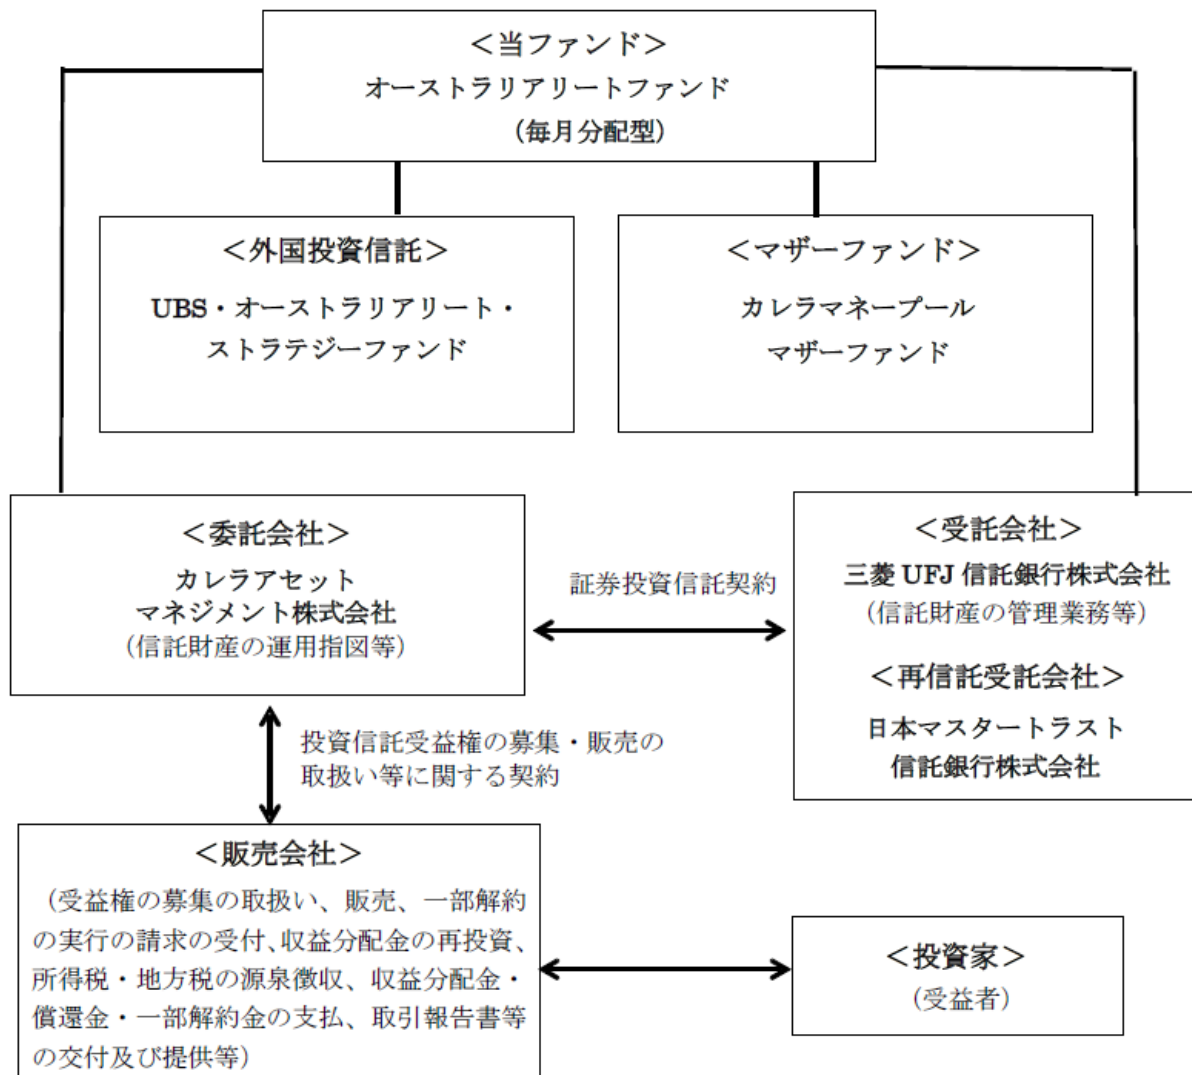 ＜当ファンド＞
オーストラリアリートファンド
（毎月分配型）
＜外国投資信託＞
UBS・オーストラリアリート・
ストラテジーファンド
＜マザーファンド＞
カレラマネープール
マザーファンド
＜委託会社＞
カレラアセット
マネジメント株式会社
（信託財産の運用指図等）
証券投資信託契約
＜受託会社＞
三菱 UFJ 信託銀行株式会社
（信託財産の管理業務等）
＜再信託受託会社＞
日本マスタートラスト
信託銀行株式会社
投資信託受益権の募集・販売の
取扱い等に関する契約
＜販売会社＞
（受益権の募集の取扱い、販売、一部解約
の実行の請求の受付、収益分配金の再投資、
所得税・地方税の源泉徴収、収益分配金・
償還金・一部解約金の支払、取引報告書等
の交付及び提供等）
＜投資家＞
（受益者）